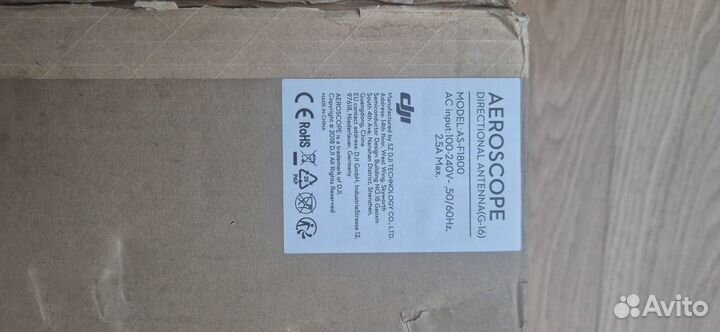 AEROSCOPE
DIRECTIONAL ANTENNA(G-16)
MODEL:AS-F1800
AC input:100-240V~,50/60Hz,
2.5A Max.
dji
Manufactured by SZ DJI TECHNOLOGY CO., LTD.
Address: 14th floor, West Wing, Skyworth
Semiconductor Design Building NO.18 Gaoxin
South 4th Ave, Nanshan District, Shenzhen,
Guangdong, China
EU contact address: DJI GmbH, IndustrieStrasse 12,
97618, Niederlauer, Germany
AEROSCOPE is a trademark of DJI.
Copyright © 2018 DJI All Rights Reserved
MADE IN CHINA
CE RoHS
20
PAP
Avito